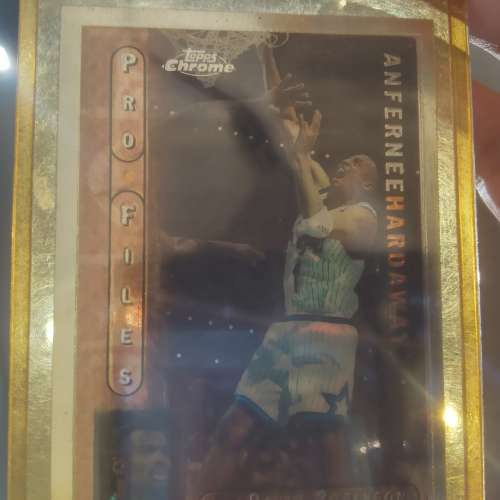 Topps
Chrome
PRO FILES
ANFERNEE HARDAWAY